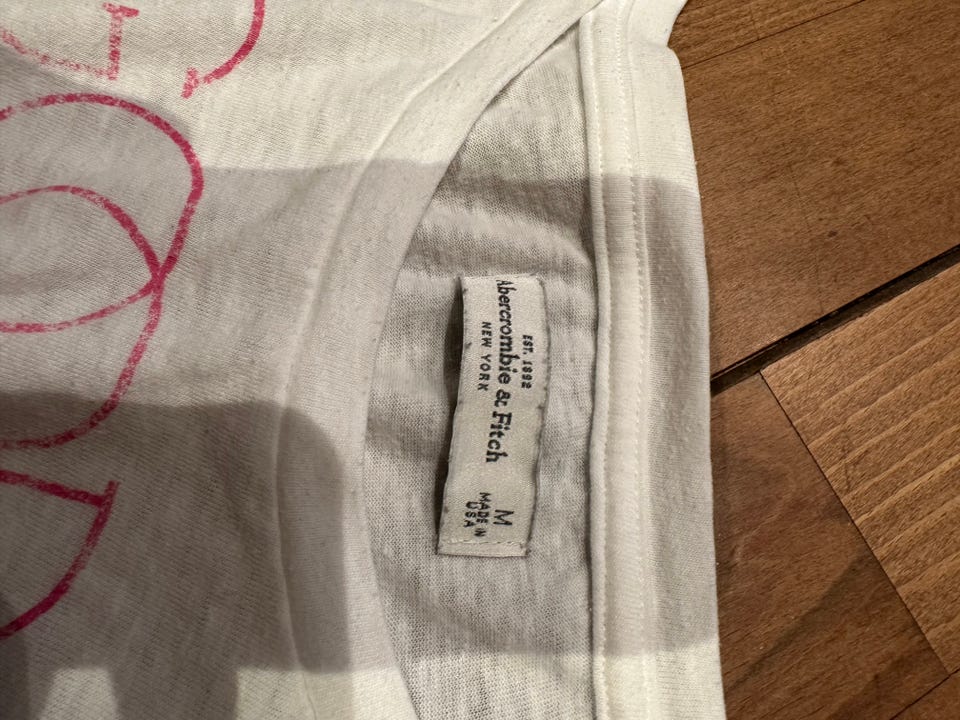 EST. 1892
Abercrombie & Fitch
NEW YORK
M
MADE IN
USA